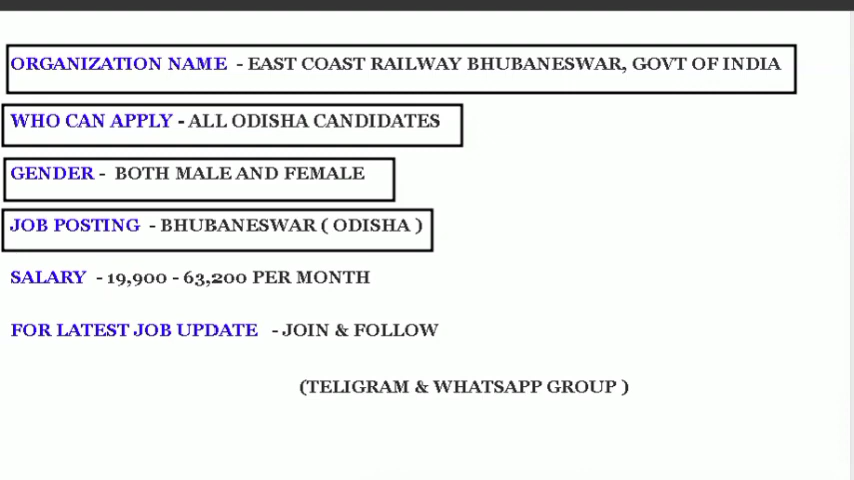 ORGANIZATION NAME - EAST COAST RAILWAY BHUBANESWAR, GOVT OF INDIA
WHO CAN APPLY - ALL ODISHA CANDIDATES
GENDER - BOTH MALE AND FEMALE
JOB POSTING - BHUBANESWAR ( ODISHA )
SALARY - 19,900 - 63,200 PER MONTH
FOR LATEST JOB UPDATE - JOIN & FOLLOW
(TELIGRAM & WHATSAPP GROUP )